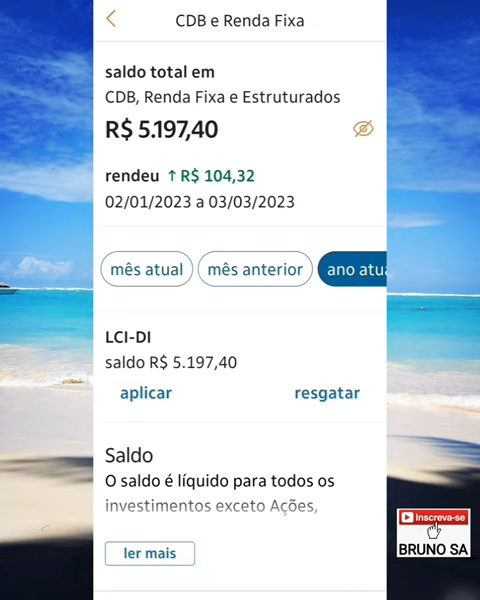 CDB e Renda Fixa
saldo total em
CDB, Renda Fixa e Estruturados
R$ 5.197,40
rendeu ↑ R$ 104,32
02/01/2023 a 03/03/2023
mês atual mês anterior ano atua
LCI-DI
saldo R$ 5.197,40
aplicar resgatar
Saldo
O saldo é líquido para todos os
investimentos exceto Ações,
ler mais
Inscreva-se
BRUNO SA